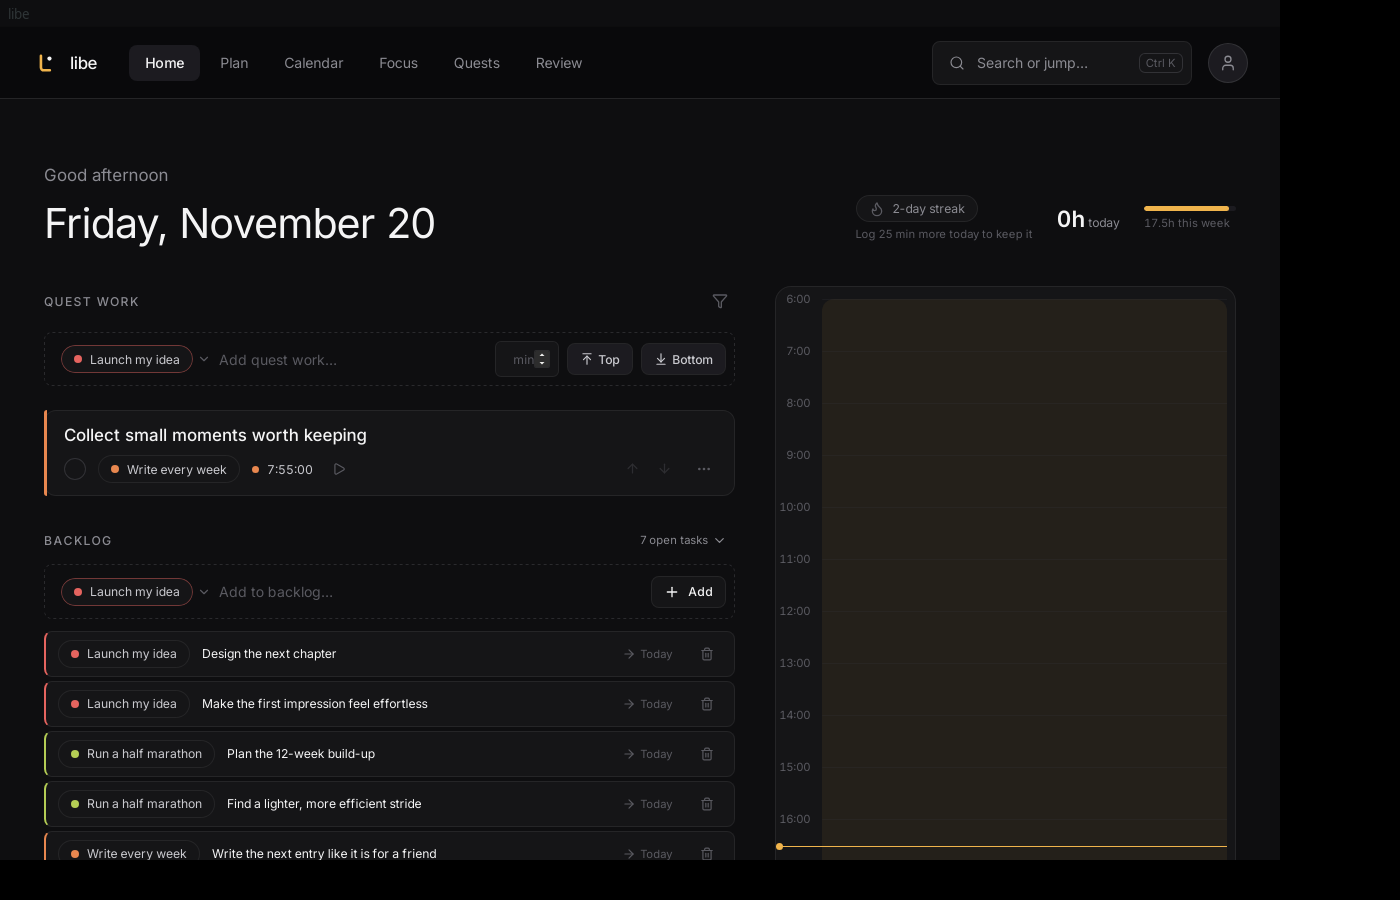 libe
libe
Home
Plan
Calendar
Focus
Quests
Review
Search or jump...
Ctrl K
Good afternoon
Friday, November 20
2-day streak
Log 25 min more today to keep it
0h today
17.5h this week
QUEST WORK
Launch my idea
Add quest work...
min
Top
Bottom
Collect small moments worth keeping
Write every week
7:55:00
BACKLOG
7 open tasks
Launch my idea
Add to backlog...
Add
Launch my idea
Design the next chapter
Today
Launch my idea
Make the first impression feel effortless
Today
Run a half marathon
Plan the 12-week build-up
Today
Run a half marathon
Find a lighter, more efficient stride
Today
Write every week
Write the next entry like it is for a friend
Today
6:00
7:00
8:00
9:00
10:00
11:00
12:00
13:00
14:00
15:00
16:00